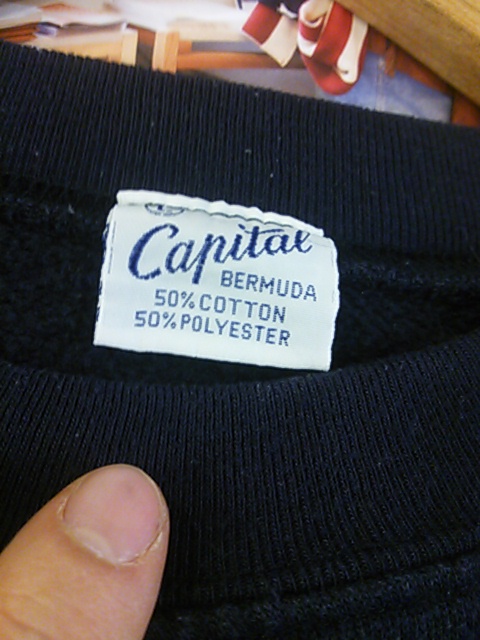 Capital
BERMUDA
50% COTTON
50% POLYESTER